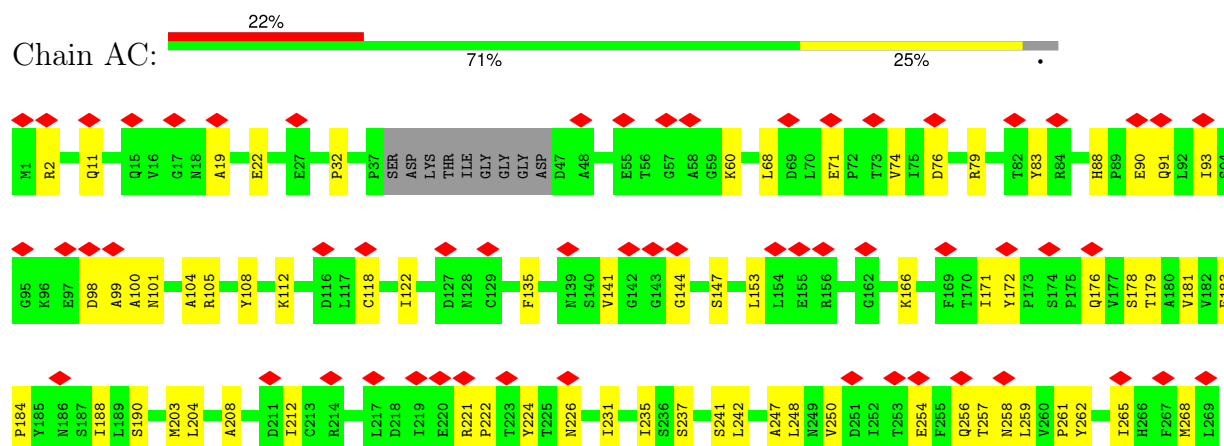 22%
Chain AC:
71% 25% •
M1 R2 Q11 Q15 V16 G17 N18 A19 E22 E27 P32 P37 SER ASP LYS THR ILE GLY GLY GLY ASP D47 A48 E55 T56 G57 A58 G59 K60 L68 D69 L70 E71 P72 T73 V74 I75 D76 R79 T82 Y83 R84 H88 P89 E90 Q91 L92 I93
G95 K96 E97 D98 A99 A100 N101 A104 R105 Y108 K112 D116 L117 C118 I122 D127 N128 C129 F135 N139 S140 V141 G142 G143 G144 S147 L153 L154 E155 R156 G162 K166 F169 T170 I171 Y172 P173 S174 P175 Q176 V177 S178 T179 A180 V181 V182
P184 Y185 N186 S187 I188 L189 S190 M203 L204 A208 D211 I212 C213 R214 L217 D218 I219 E220 R221 P222 T223 Y224 T225 N226 I231 I235 S236 S237 S241 L242 A247 L248 N249 V250 D251 I252 T253 E254 F255 Q256 T257 N258 L259 V260 P261 Y262 I265 H266 F267 M268 L269